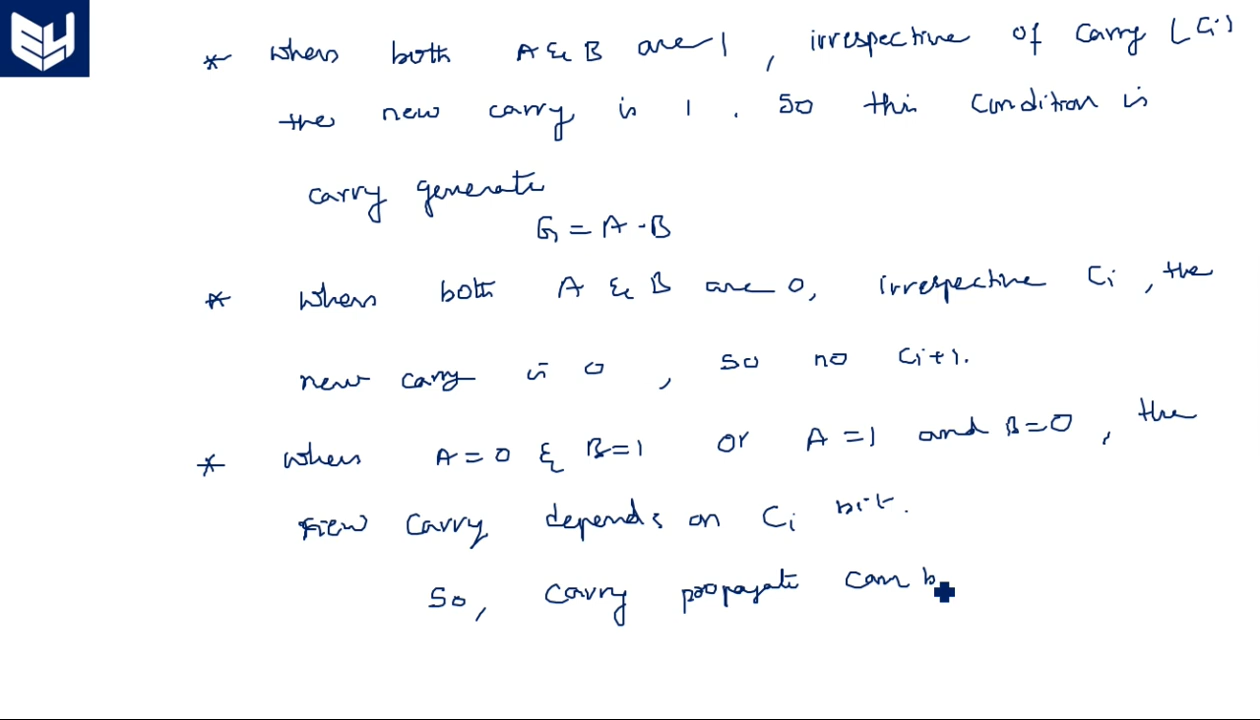 * when both A & B are 1, irrespective of carry (Ci)
the new carry is 1. So this condition is
carry generate
G = A · B
* when both A & B are 0, irrespective Ci, the
new carry is 0, so no Ci+1.
* when A = 0 & B = 1 or A = 1 and B = 0, the
new carry depends on Ci bit.
So, carry propagate can b